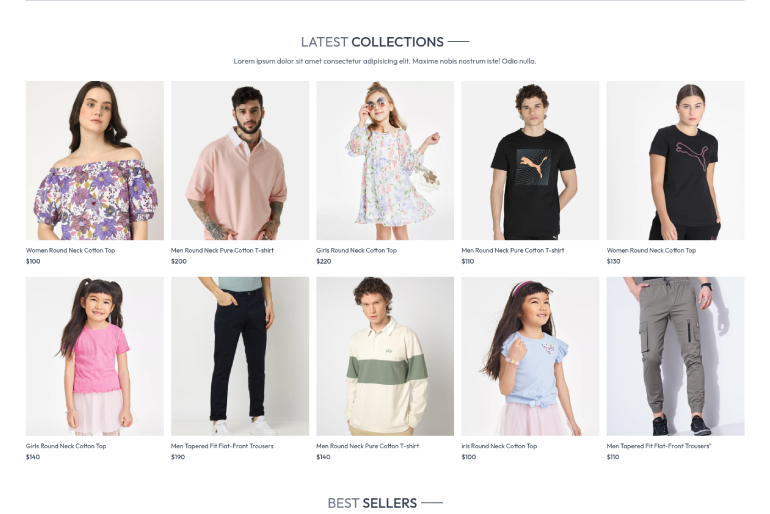 LATEST COLLECTIONS
Lorem ipsum dolor sit amet consectetur adipisicing elit. Maxime nobis nostrum iste! Odio nulla.
Women Round Neck Cotton Top
$100
Men Round Neck Pure Cotton T-shirt
$200
Girls Round Neck Cotton Top
$220
Men Round Neck Pure Cotton T-shirt
$110
Women Round Neck Cotton Top
$130
Girls Round Neck Cotton Top
$140
Men Tapered Fit Flat-Front Trousers
$190
Men Round Neck Pure Cotton T-shirt
$140
iris Round Neck Cotton Top
$100
Men Tapered Fit Flat-Front Trousers"
$110
BEST SELLERS